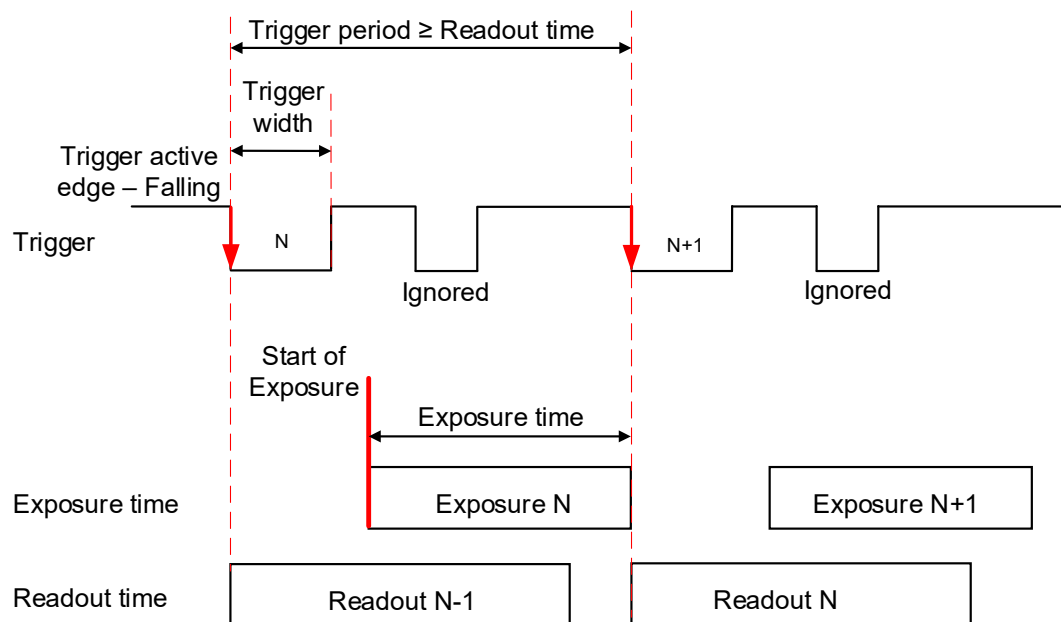 Trigger period ≥ Readout time
Trigger
width
Trigger active
edge – Falling
Trigger
N
Ignored
N+1
Ignored
Start of
Exposure
Exposure time
Exposure time
Exposure N
Exposure N+1
Readout time
Readout N-1
Readout N